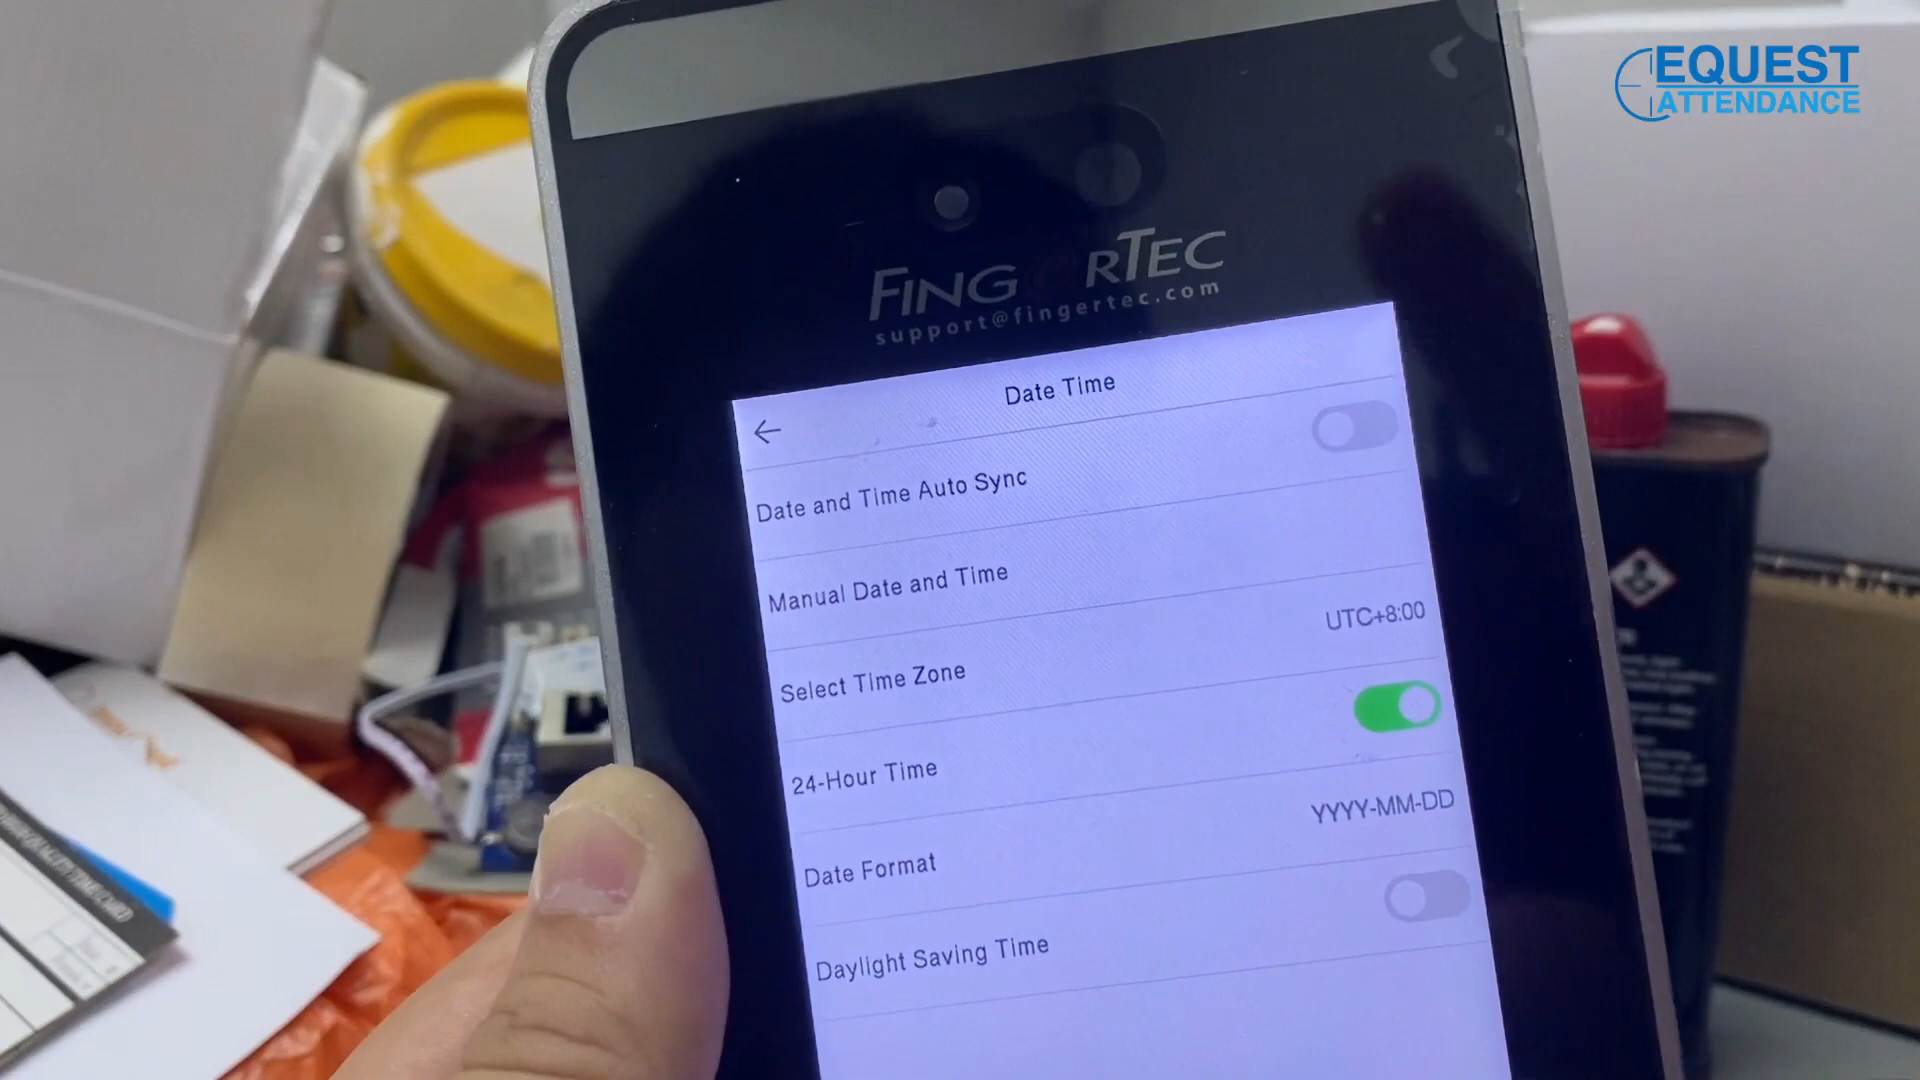 EQUEST
ATTENDANCE
FINGERTEC
support@fingertec.com
Date Time
Date and Time Auto Sync
Manual Date and Time
Select Time Zone
UTC+8:00
24-Hour Time
Date Format
YYYY-MM-DD
Daylight Saving Time